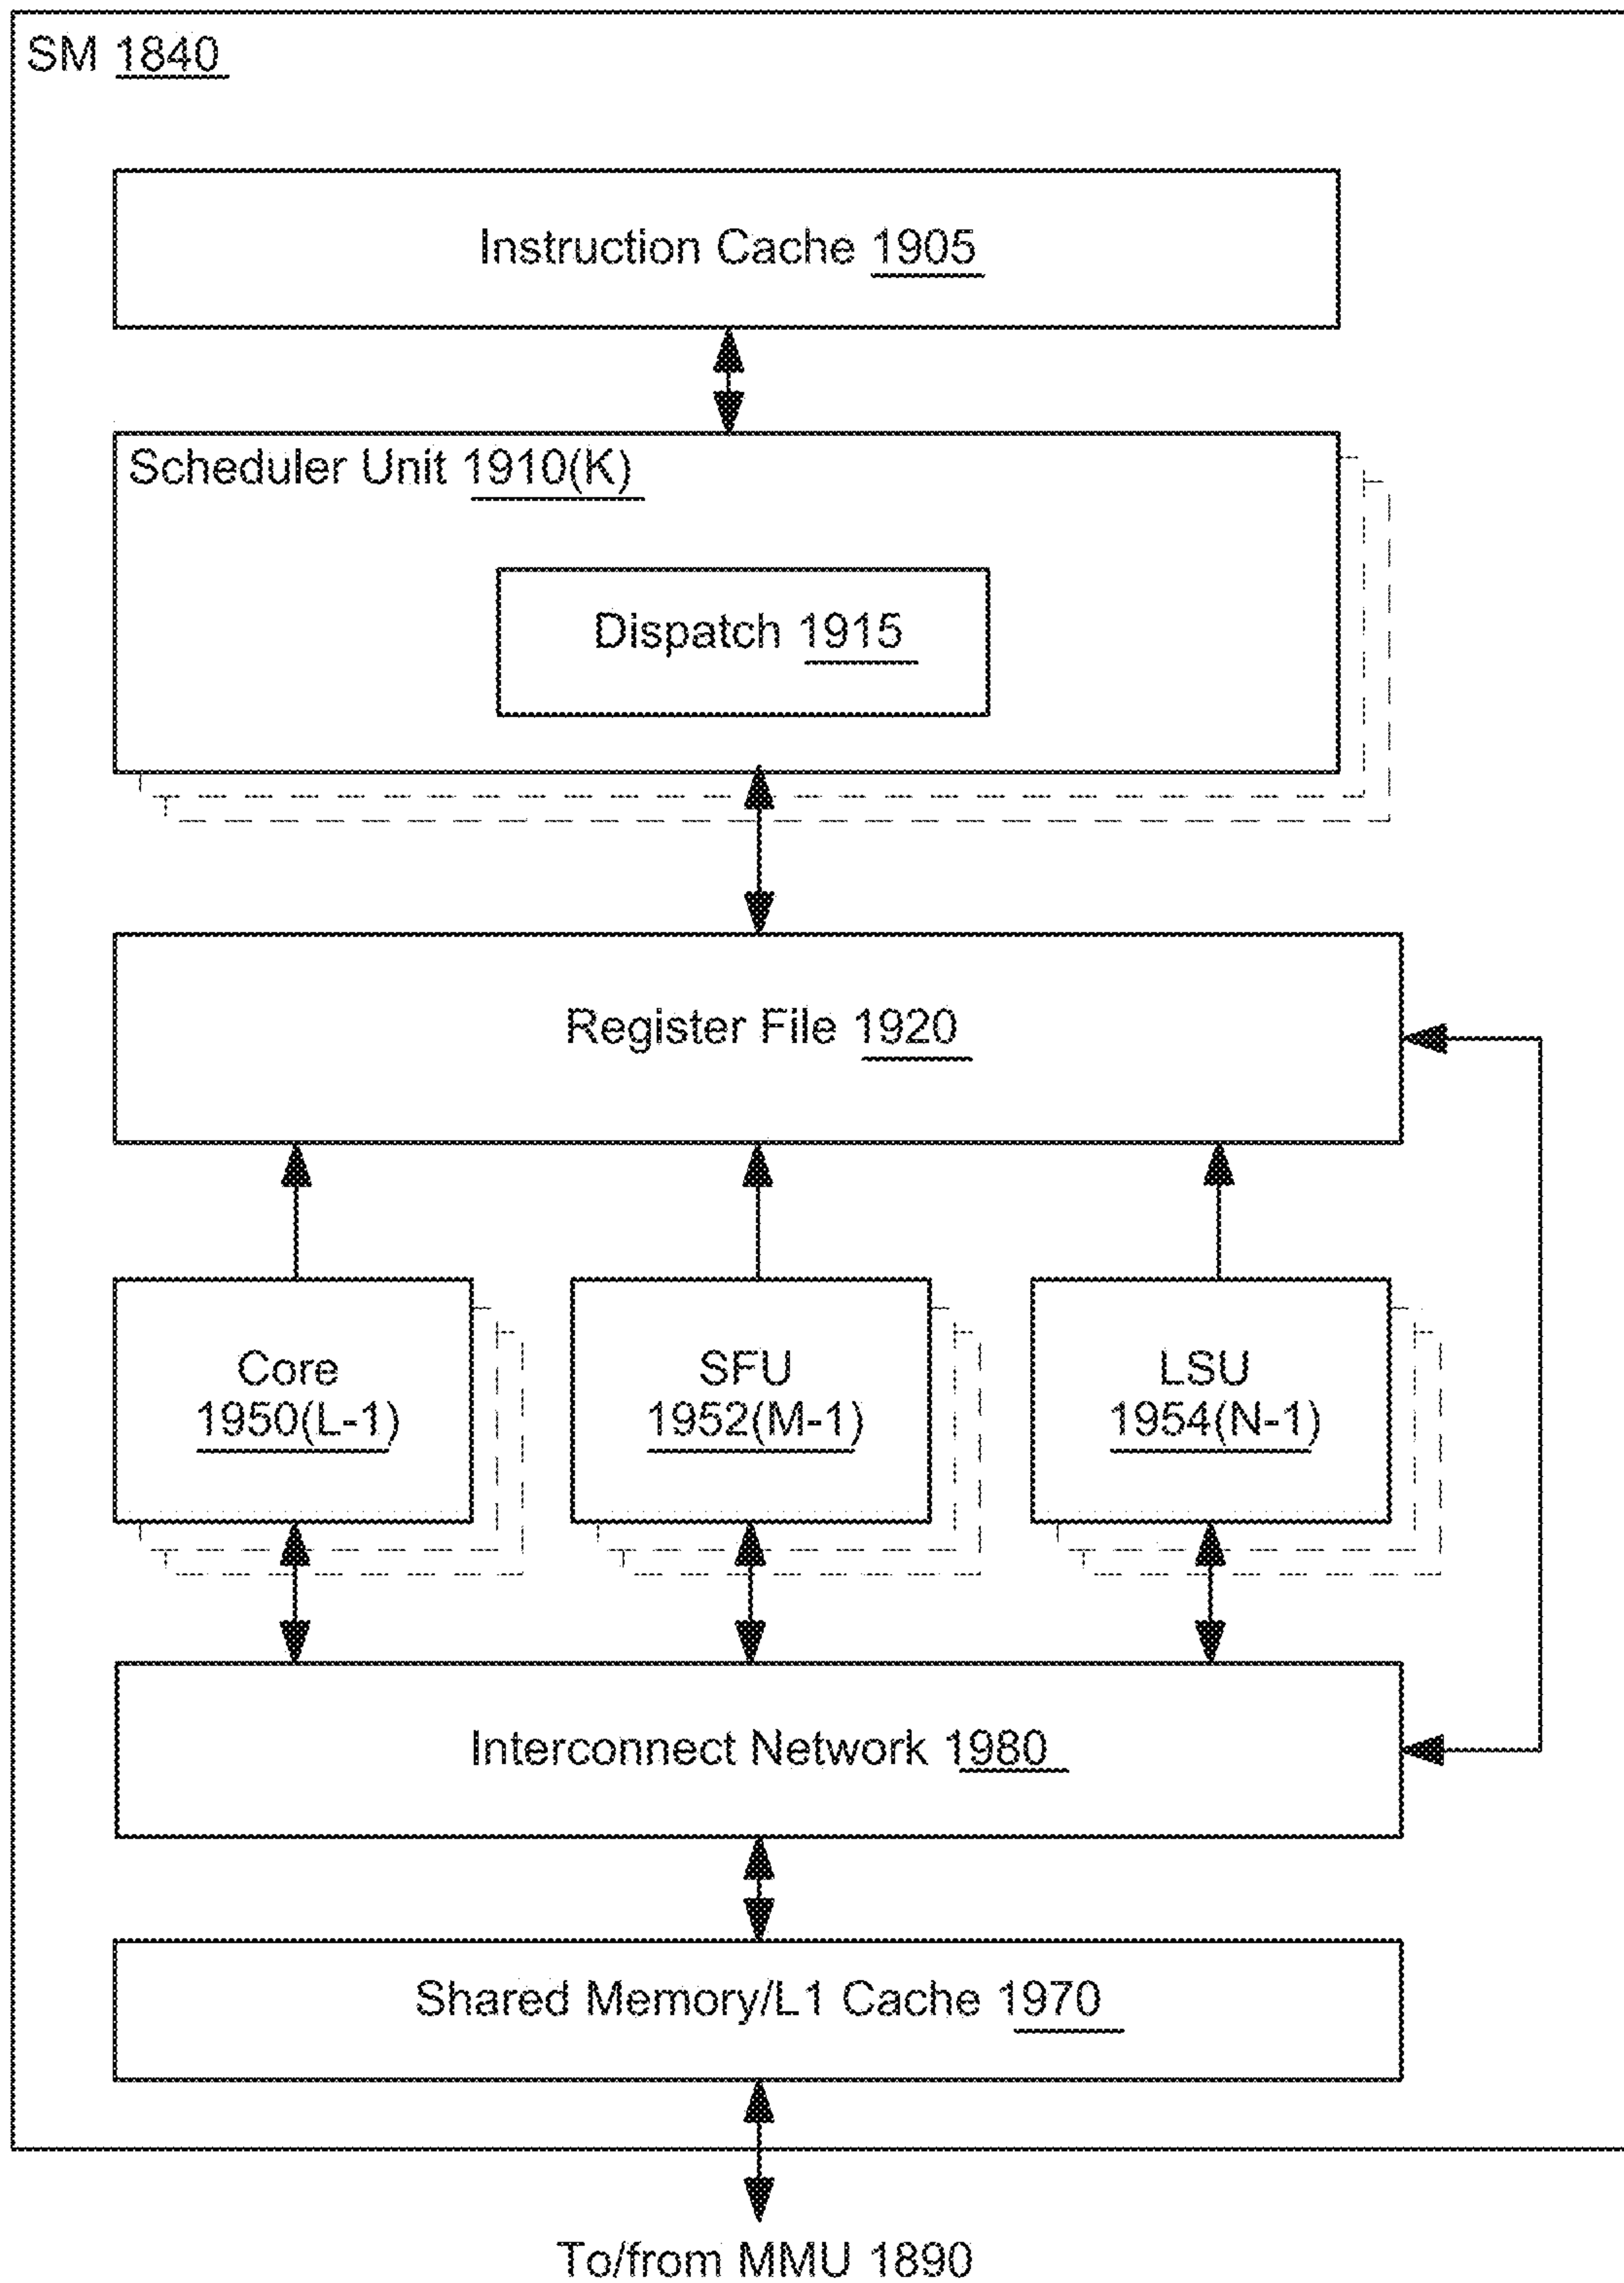 SM 1840
Instruction Cache 1905
Scheduler Unit 1910(K)
Dispatch 1915
Register File 1920
Core
1950(L-1)
SFU
1952(M-1)
LSU
1954(N-1)
Interconnect Network 1980
Shared Memory/L1 Cache 1970
To/from MMU 1890